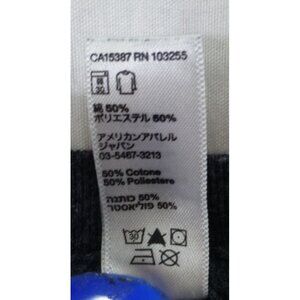 CA15387 RN 103255
綿 50%
ポリエステル 50%
アメリカンアパレル
ジャパン
03-5467-3213
50% Cotone
50% Poliestere
50% כותנה
50% פוליאסטר
30